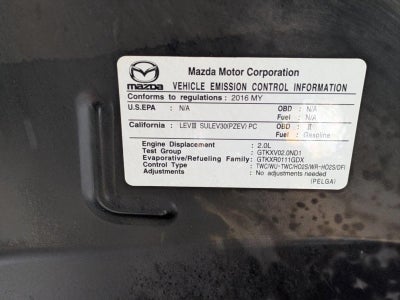 Mazda Motor Corporation
mazda VEHICLE EMISSION CONTROL INFORMATION
Conforms to regulations : 2016 MY
U.S.EPA : N/A OBD : N/A
Fuel : N/A
California : LEVIII SULEV30(PZEV) PC OBD : II
Fuel : Gasoline
Engine Displacement : 2.0L
Test Group : GTKXV02.0ND1
Evaporative/Refueling Family: GTKXR0111GDX
Control Type : TWC/WU-TWC/HO2S/WR-HO2S/DFI
Adjustments : No adjustments needed
(PELGA)